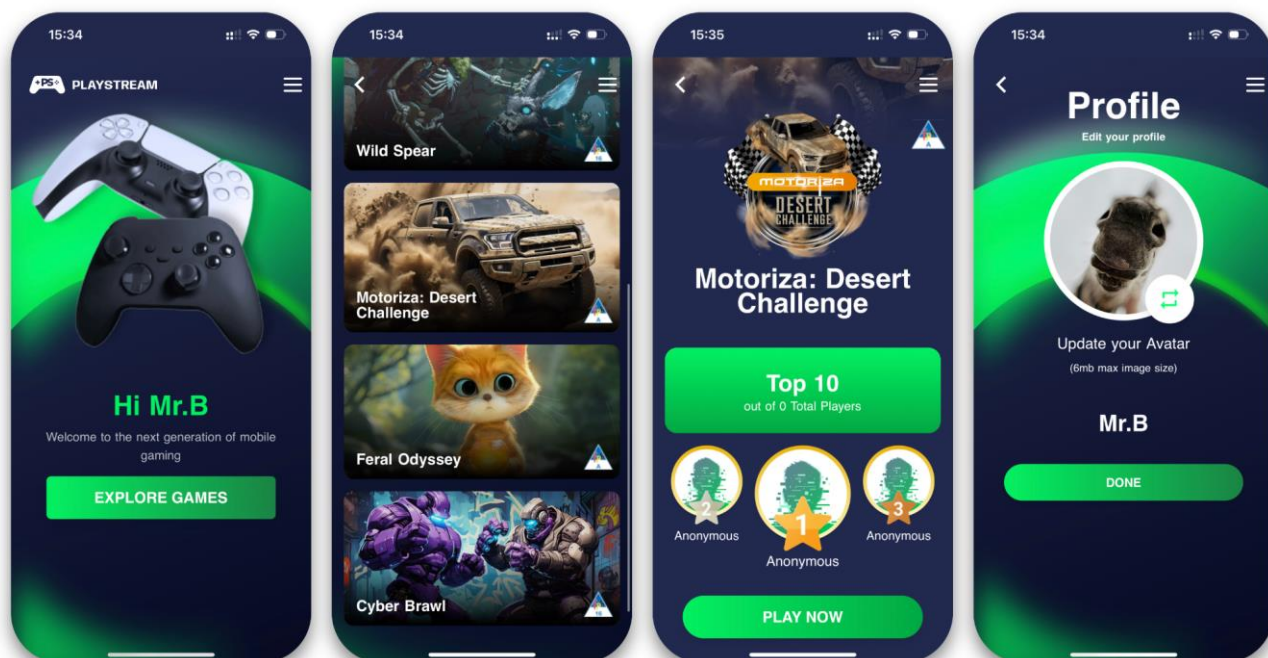 15:34
PS
PLAYSTREAM
Hi Mr.B
Welcome to the next generation of mobile
gaming
EXPLORE GAMES
15:34
Wild Spear
16
Motoriza: Desert
Challenge
A
Feral Odyssey
A
Cyber Brawl
16
15:35
A
MOTORIZA
DESERT
CHALLENGE
Motoriza: Desert
Challenge
Top 10
out of 0 Total Players
2
1
3
Anonymous
Anonymous
Anonymous
PLAY NOW
15:34
Profile
Edit your profile
Update your Avatar
(6mb max image size)
Mr.B
DONE